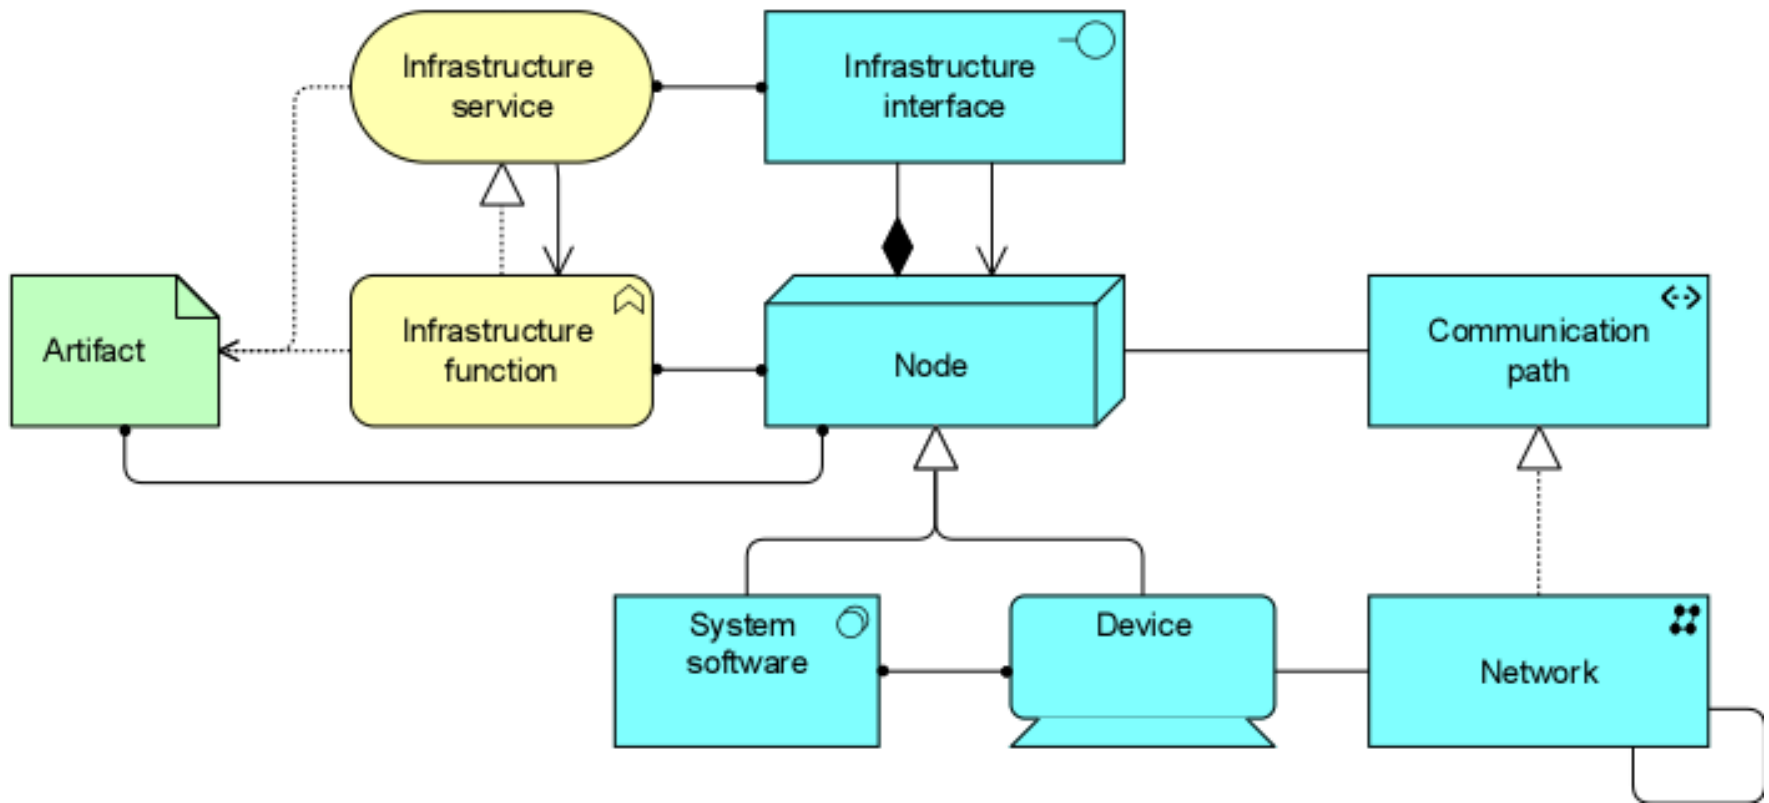 Infrastructure
service
Infrastructure
interface
Artifact
Infrastructure
function
Node
Communication
path
System
software
Device
Network